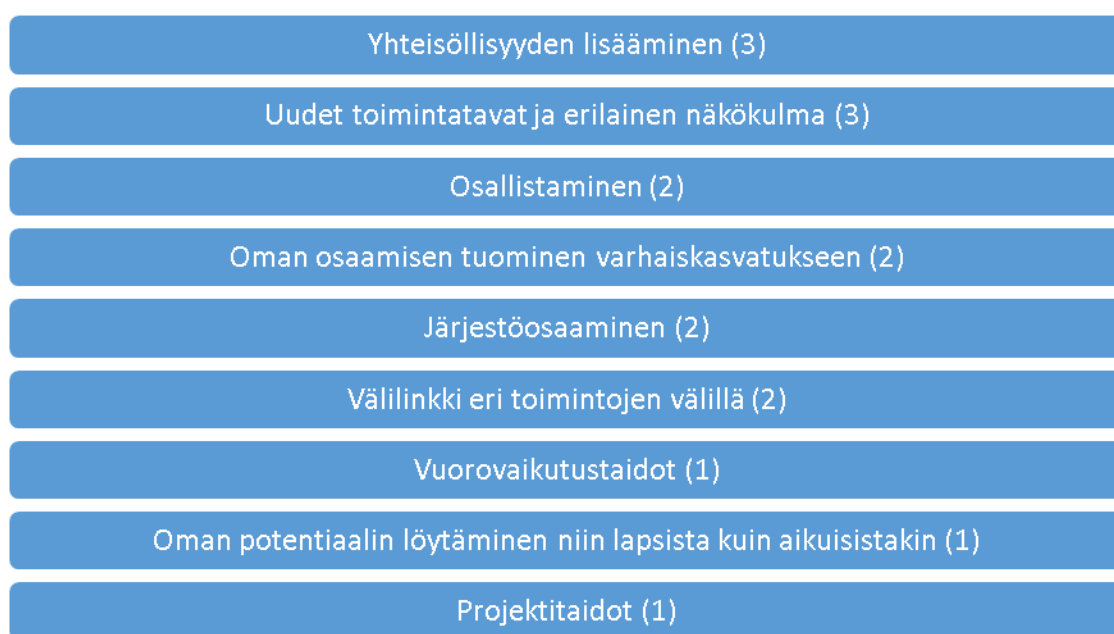 Yhteisöllisyyden lisääminen (3)
Uudet toimintatavat ja erilainen näkökulma (3)
Osallistaminen (2)
Oman osaamisen tuominen varhaiskasvatukseen (2)
Järjestöosaaminen (2)
Välilinkki eri toimintojen välillä (2)
Vuorovaikutustaidot (1)
Oman potentiaalin löytäminen niin lapsista kuin aikuisistakin (1)
Projektitaidot (1)